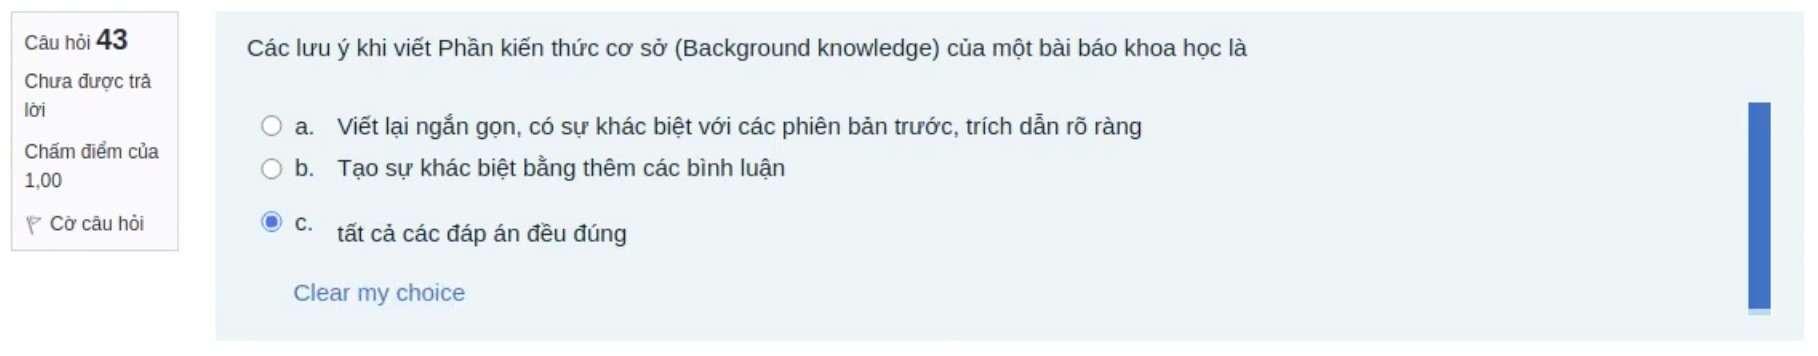 Câu hỏi 43
Chưa được trả
lời
Chấm điểm của
1,00
Cờ câu hỏi
Các lưu ý khi viết Phần kiến thức cơ sở (Background knowledge) của một bài báo khoa học là
a. Viết lại ngắn gọn, có sự khác biệt với các phiên bản trước, trích dẫn rõ ràng
b. Tạo sự khác biệt bằng thêm các bình luận
c. tất cả các đáp án đều đúng
Clear my choice